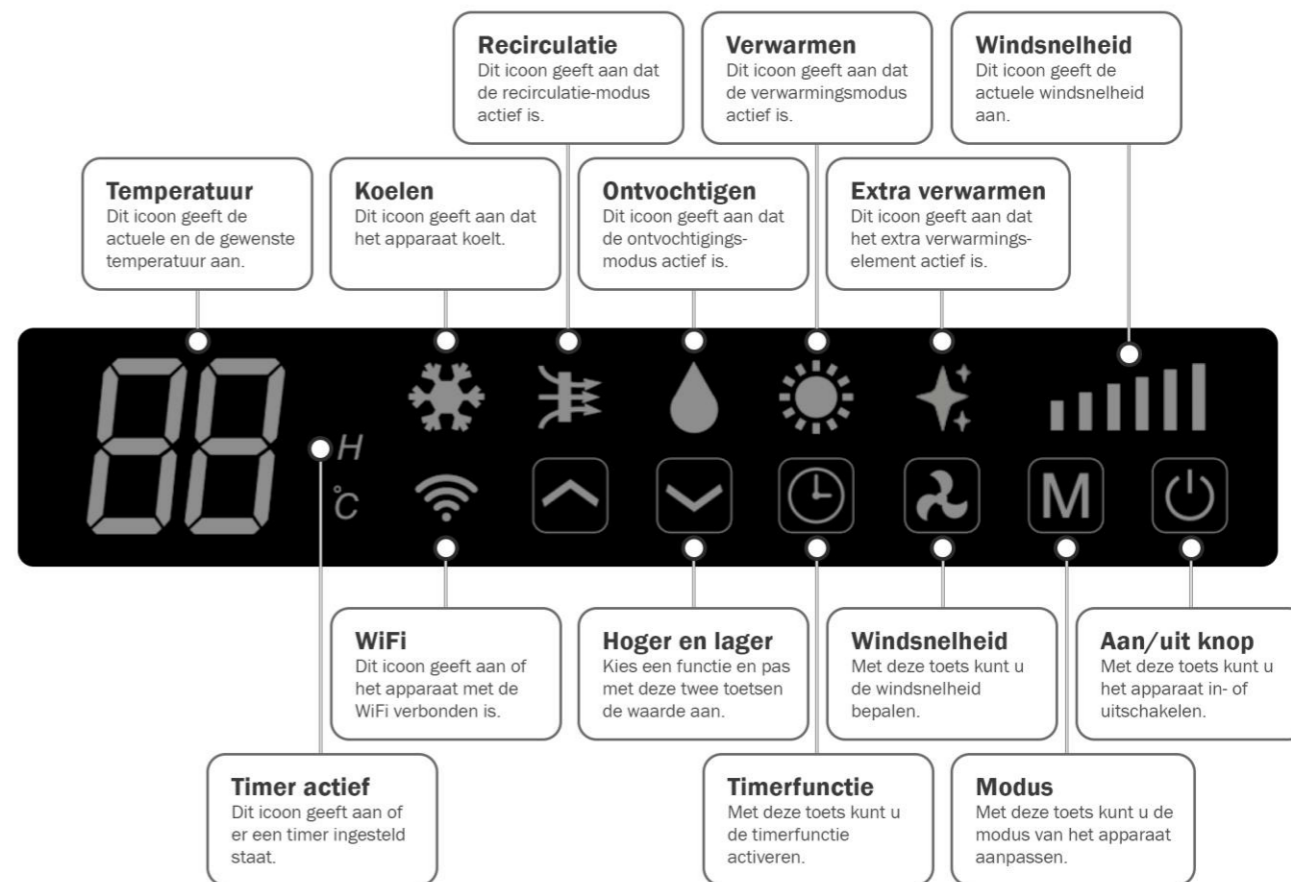 Recirculatie
Dit icoon geeft aan dat
de recirculatie-modus
actief is.
Verwarmen
Dit icoon geeft aan dat
de verwarmingsmodus
actief is.
Windsnelheid
Dit icoon geeft de
actuele windsnelheid
aan.
Temperatuur
Dit icoon geeft de
actuele en de gewenste
temperatuur aan.
Koelen
Dit icoon geeft aan dat
het apparaat koelt.
Ontvochtigen
Dit icoon geeft aan dat
de ontvochtigings-
modus actief is.
Extra verwarmen
Dit icoon geeft aan dat
het extra verwarmings-
element actief is.
88
H
°C
M
WiFi
Dit icoon geeft aan of
het apparaat met de
WiFi verbonden is.
Hoger en lager
Kies een functie en pas
met deze twee toetsen
de waarde aan.
Windsnelheid
Met deze toets kunt u
de windsnelheid
bepalen.
Aan/uit knop
Met deze toets kunt u
het apparaat in- of
uitschakelen.
Timer actief
Dit icoon geeft aan of
er een timer ingesteld
staat.
Timerfunctie
Met deze toets kunt u
de timerfunctie
activeren.
Modus
Met deze toets kunt u de
modus van het apparaat
aanpassen.